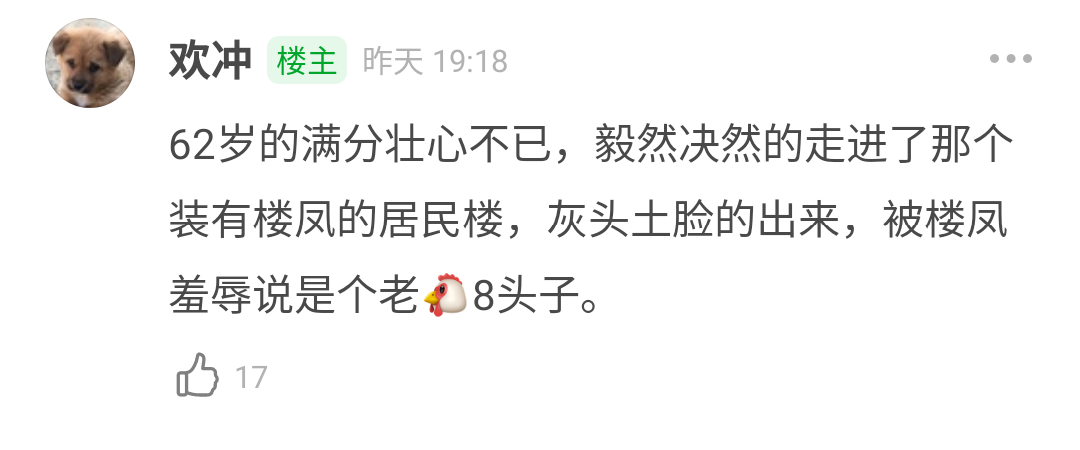 欢冲 楼主 昨天 19:18
62岁的满分壮心不已，毅然决然的走进了那个
装有楼凤的居民楼，灰头土脸的出来，被楼凤
羞辱说是个老🐔8头子。
17